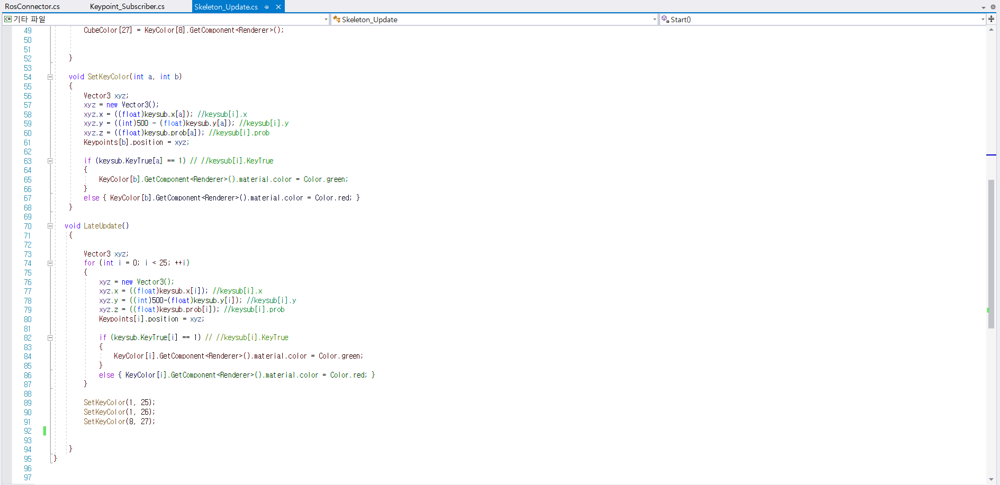 RosConnector.cs Keypoint_Subscriber.cs Skeleton_Update.cs
C# 기타 파일 Skeleton_Update Start()
49 CubeColor[27] = KeyColor[8].GetComponent<Renderer>();
50
51
52 }
53
54 void SetKeyColor(int a, int b)
55 {
56 Vector3 xyz;
57 xyz = new Vector3();
58 xyz.x = ((float)keysub.x[a]); //keysub[i].x
59 xyz.y = ((int)500 - (float)keysub.y[a]); //keysub[i].y
60 xyz.z = ((float)keysub.prob[a]); //keysub[i].prob
61 Keypoints[b].position = xyz;
62
63 if (keysub.KeyTrue[a] == 1) // //keysub[i].KeyTrue
64 {
65 KeyColor[b].GetComponent<Renderer>().material.color = Color.green;
66 }
67 else { KeyColor[b].GetComponent<Renderer>().material.color = Color.red; }
68 }
69
70 void LateUpdate()
71 {
72
73 Vector3 xyz;
74 for (int i = 0; i < 25; ++i)
75 {
76 xyz = new Vector3();
77 xyz.x = ((float)keysub.x[i]); //keysub[i].x
78 xyz.y = ((int)500-(float)keysub.y[i]); //keysub[i].y
79 xyz.z = ((float)keysub.prob[i]); //keysub[i].prob
80 Keypoints[i].position = xyz;
81
82 if (keysub.KeyTrue[i] == 1) // //keysub[i].KeyTrue
83 {
84 KeyColor[i].GetComponent<Renderer>().material.color = Color.green;
85 }
86 else { KeyColor[i].GetComponent<Renderer>().material.color = Color.red; }
87 }
88
89 SetKeyColor(1, 25);
90 SetKeyColor(1, 26);
91 SetKeyColor(8, 27);
92
93
94 }
95 }
96
97